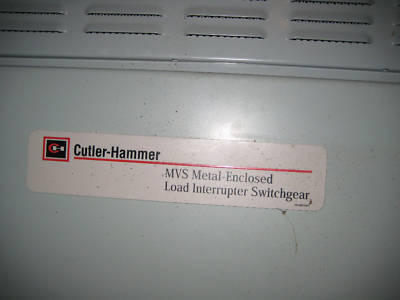 Cutler-Hammer
MVS Metal-Enclosed
Load Interrupter Switchgear